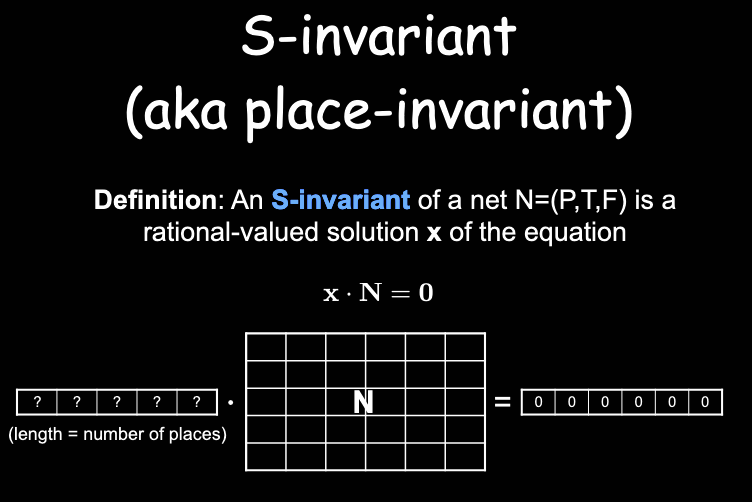 S-invariant
(aka place-invariant)
Definition: An S-invariant of a net N=(P,T,F) is a
rational-valued solution x of the equation
x · N = 0
? ? ? ? ? · N = 0 0 0 0 0 0
(length = number of places)